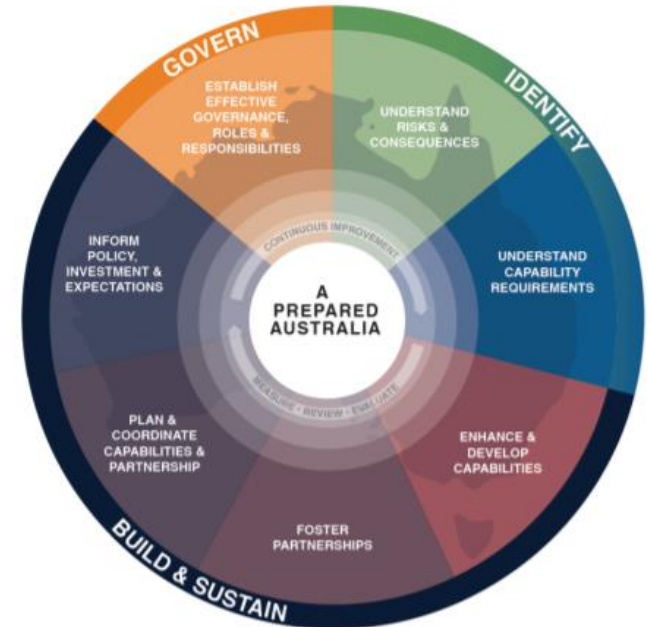 GOVERN
ESTABLISH
EFFECTIVE
GOVERNANCE,
ROLES &
RESPONSIBILITIES
IDENTIFY
UNDERSTAND
RISKS &
CONSEQUENCES
UNDERSTAND
CAPABILITY
REQUIREMENTS
BUILD & SUSTAIN
ENHANCE &
DEVELOP
CAPABILITIES
FOSTER
PARTNERSHIPS
PLAN &
COORDINATE
CAPABILITIES &
PARTNERSHIP
INFORM
POLICY,
INVESTMENT &
EXPECTATIONS
CONTINUOUS IMPROVEMENT
A
PREPARED
AUSTRALIA
MEASURE - REVIEW - EVALUATE